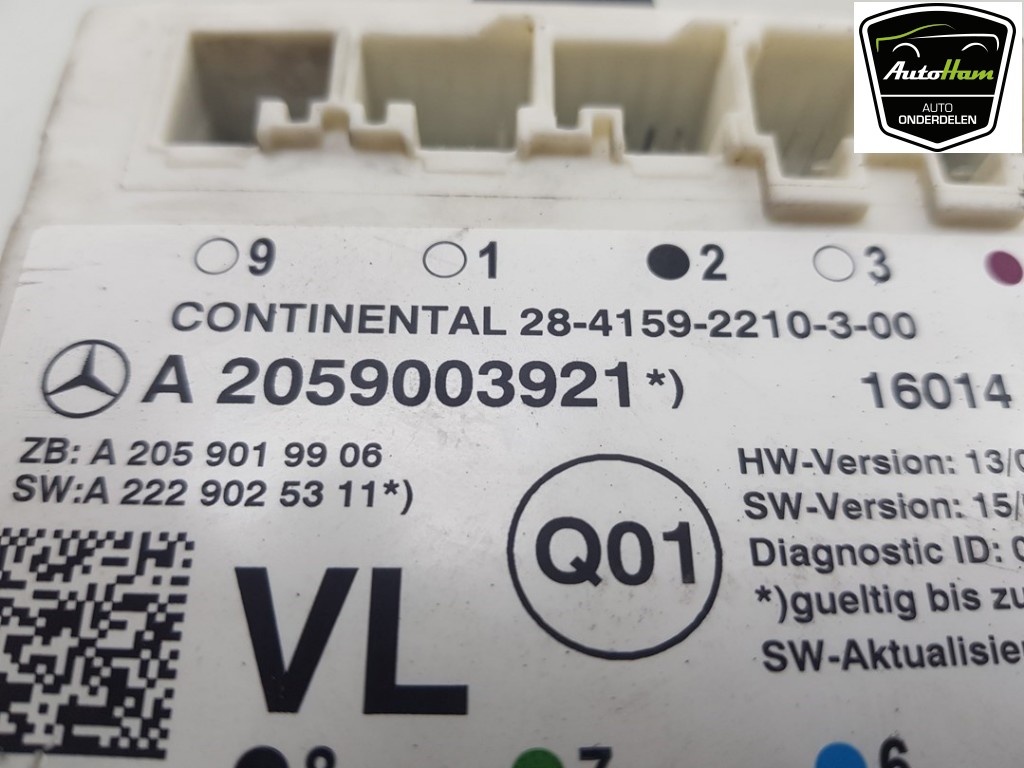 AutoHam
AUTO
ONDERDELEN
9 1 2 3
CONTINENTAL 28-4159-2210-3-00
A 2059003921*) 16014
ZB: A 205 901 99 06
SW:A 222 902 53 11*)
HW-Version: 13/
SW-Version: 15/
Diagnostic ID:
*)gueltig bis
SW-Aktualisie
Q01
VL
8 7 6